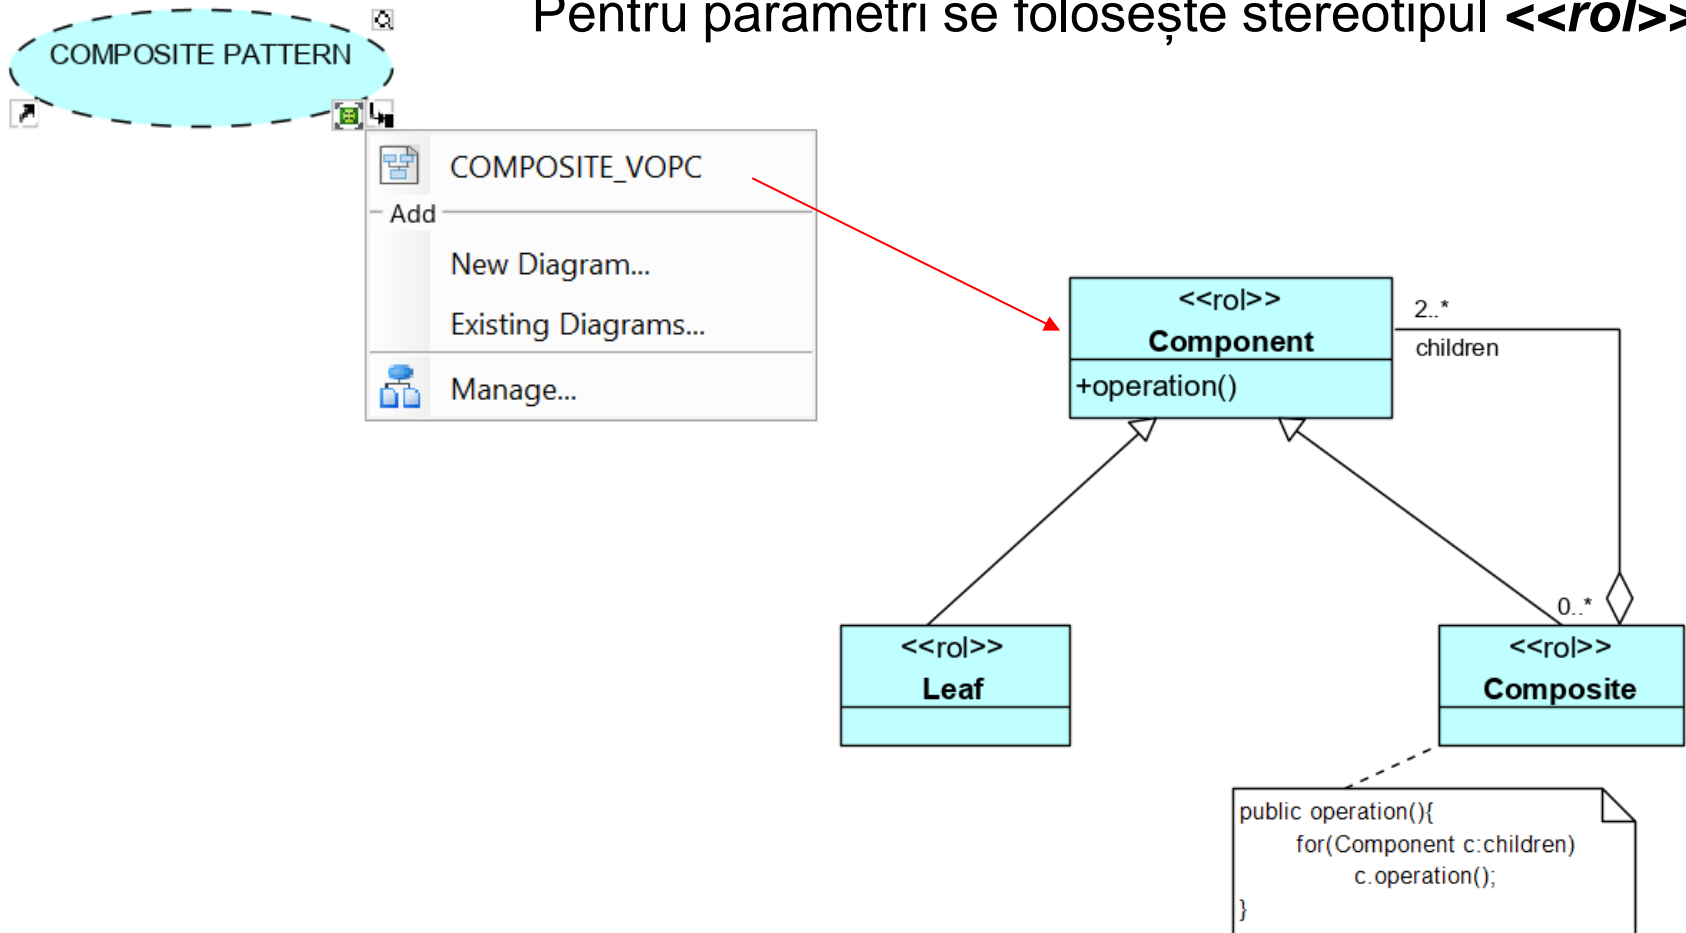 Pentru parametri se folosește stereotipul <<rol>>
COMPOSITE PATTERN
COMPOSITE_VOPC
Add
New Diagram...
Existing Diagrams...
Manage...
<<rol>>
Component
+operation()
2..*
children
0..*
<<rol>>
Leaf
<<rol>>
Composite
public operation(){
for(Component c:children)
c.operation();
}